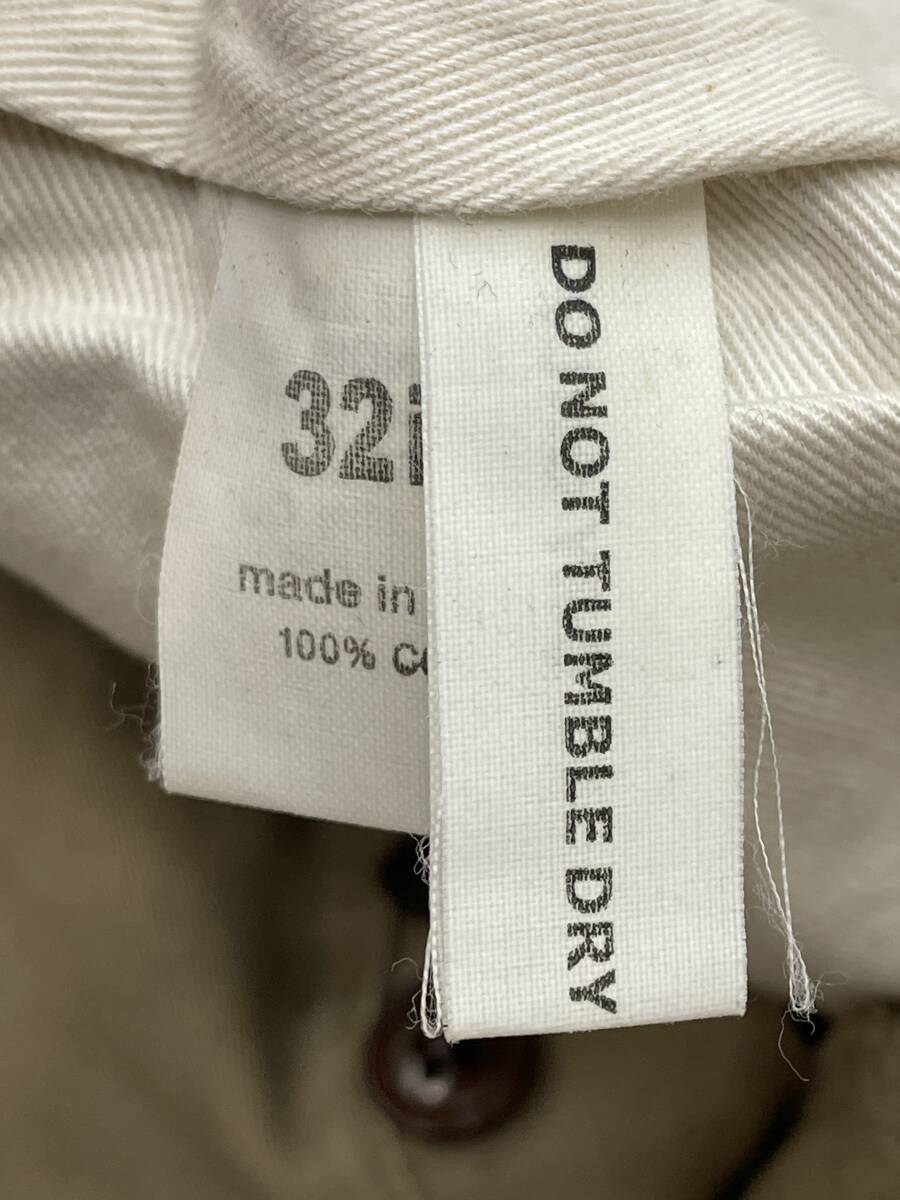 32i
made in
100% co
DO NOT TUMBLE DRY